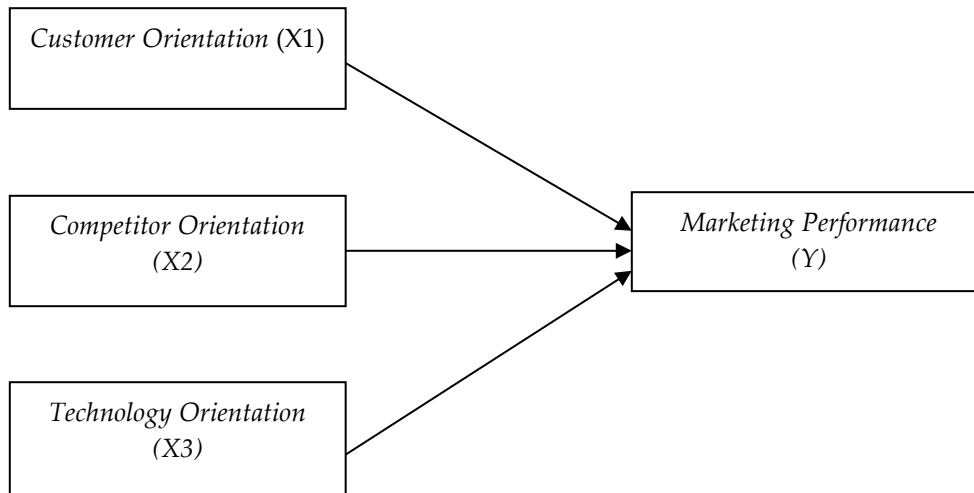 Customer Orientation (X1)
Competitor Orientation
(X2)
Marketing Performance
(Y)
Technology Orientation
(X3)